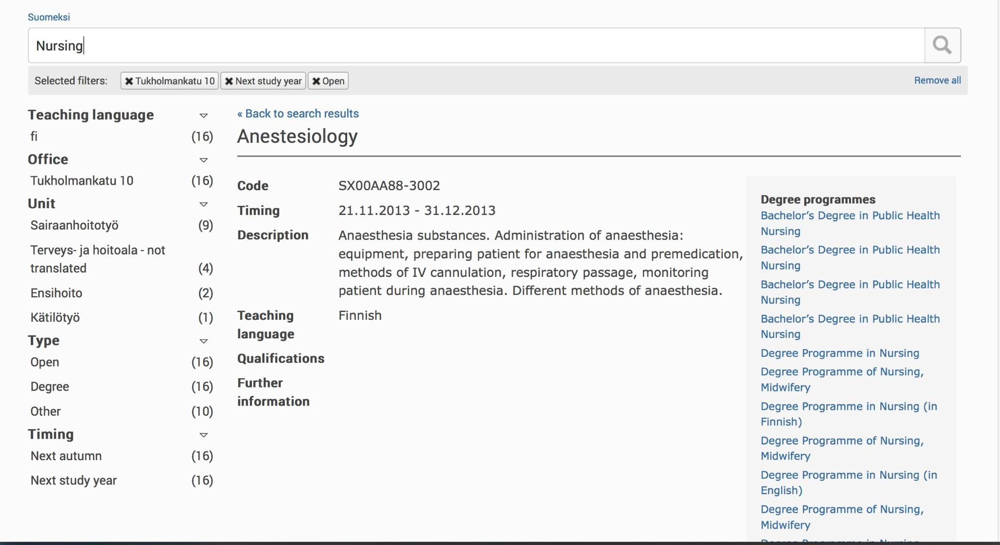 Suomeksi
Nursing
Selected filters: ✖ Tukholmankatu 10 ✖ Next study year ✖ Open Remove all
Teaching language
fi (16)
Office
Tukholmankatu 10 (16)
Unit
Sairaanhoitotyö (9)
Terveys- ja hoitoala - not
translated (4)
Ensihoito (2)
Kätilötyö (1)
Type
Open (16)
Degree (16)
Other (10)
Timing
Next autumn (16)
Next study year (16)
« Back to search results
Anestesiology
Code SX00AA88-3002
Timing 21.11.2013 - 31.12.2013
Description Anaesthesia substances. Administration of anaesthesia:
equipment, preparing patient for anaesthesia and premedication,
methods of IV cannulation, respiratory passage, monitoring
patient during anaesthesia. Different methods of anaesthesia.
Teaching Finnish
language
Qualifications
Further
information
Degree programmes
Bachelor’s Degree in Public Health
Nursing
Bachelor’s Degree in Public Health
Nursing
Bachelor’s Degree in Public Health
Nursing
Bachelor’s Degree in Public Health
Nursing
Degree Programme in Nursing
Degree Programme of Nursing,
Midwifery
Degree Programme in Nursing (in
Finnish)
Degree Programme of Nursing,
Midwifery
Degree Programme in Nursing (in
English)
Degree Programme of Nursing,
Midwifery